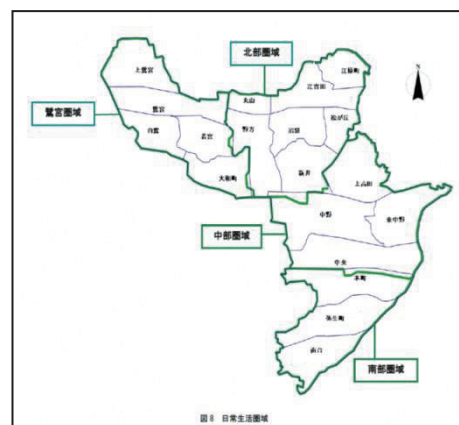 北部圏域
上鷺宮
江原町
江古田
N
丸山
鷺宮圏域
鷺宮
松が丘
白鷺
若宮
野方
沼袋
新井
大和町
上高田
中野
東中野
中部圏域
中央
本町
弥生町
南台
南部圏域
図8 日常生活圏域